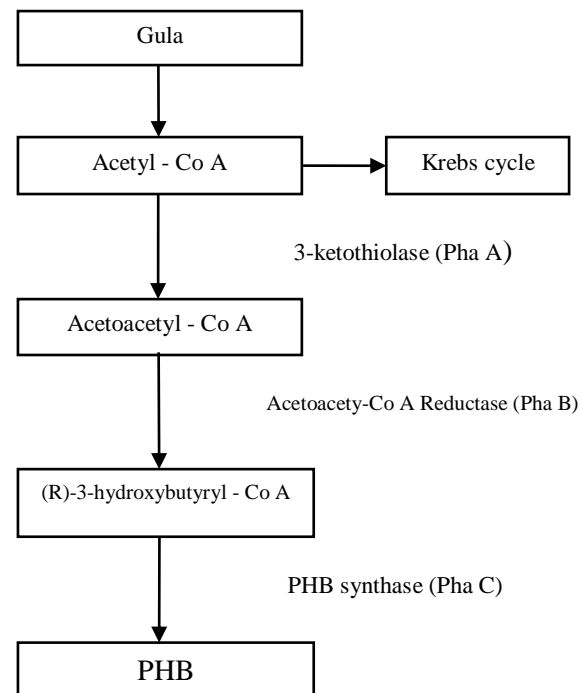 Gula
Acetyl - Co A
Krebs cycle
3-ketothiolase (Pha A)
Acetoacetyl - Co A
Acetoacety-Co A Reductase (Pha B)
(R)-3-hydroxybutyryl - Co A
PHB synthase (Pha C)
PHB